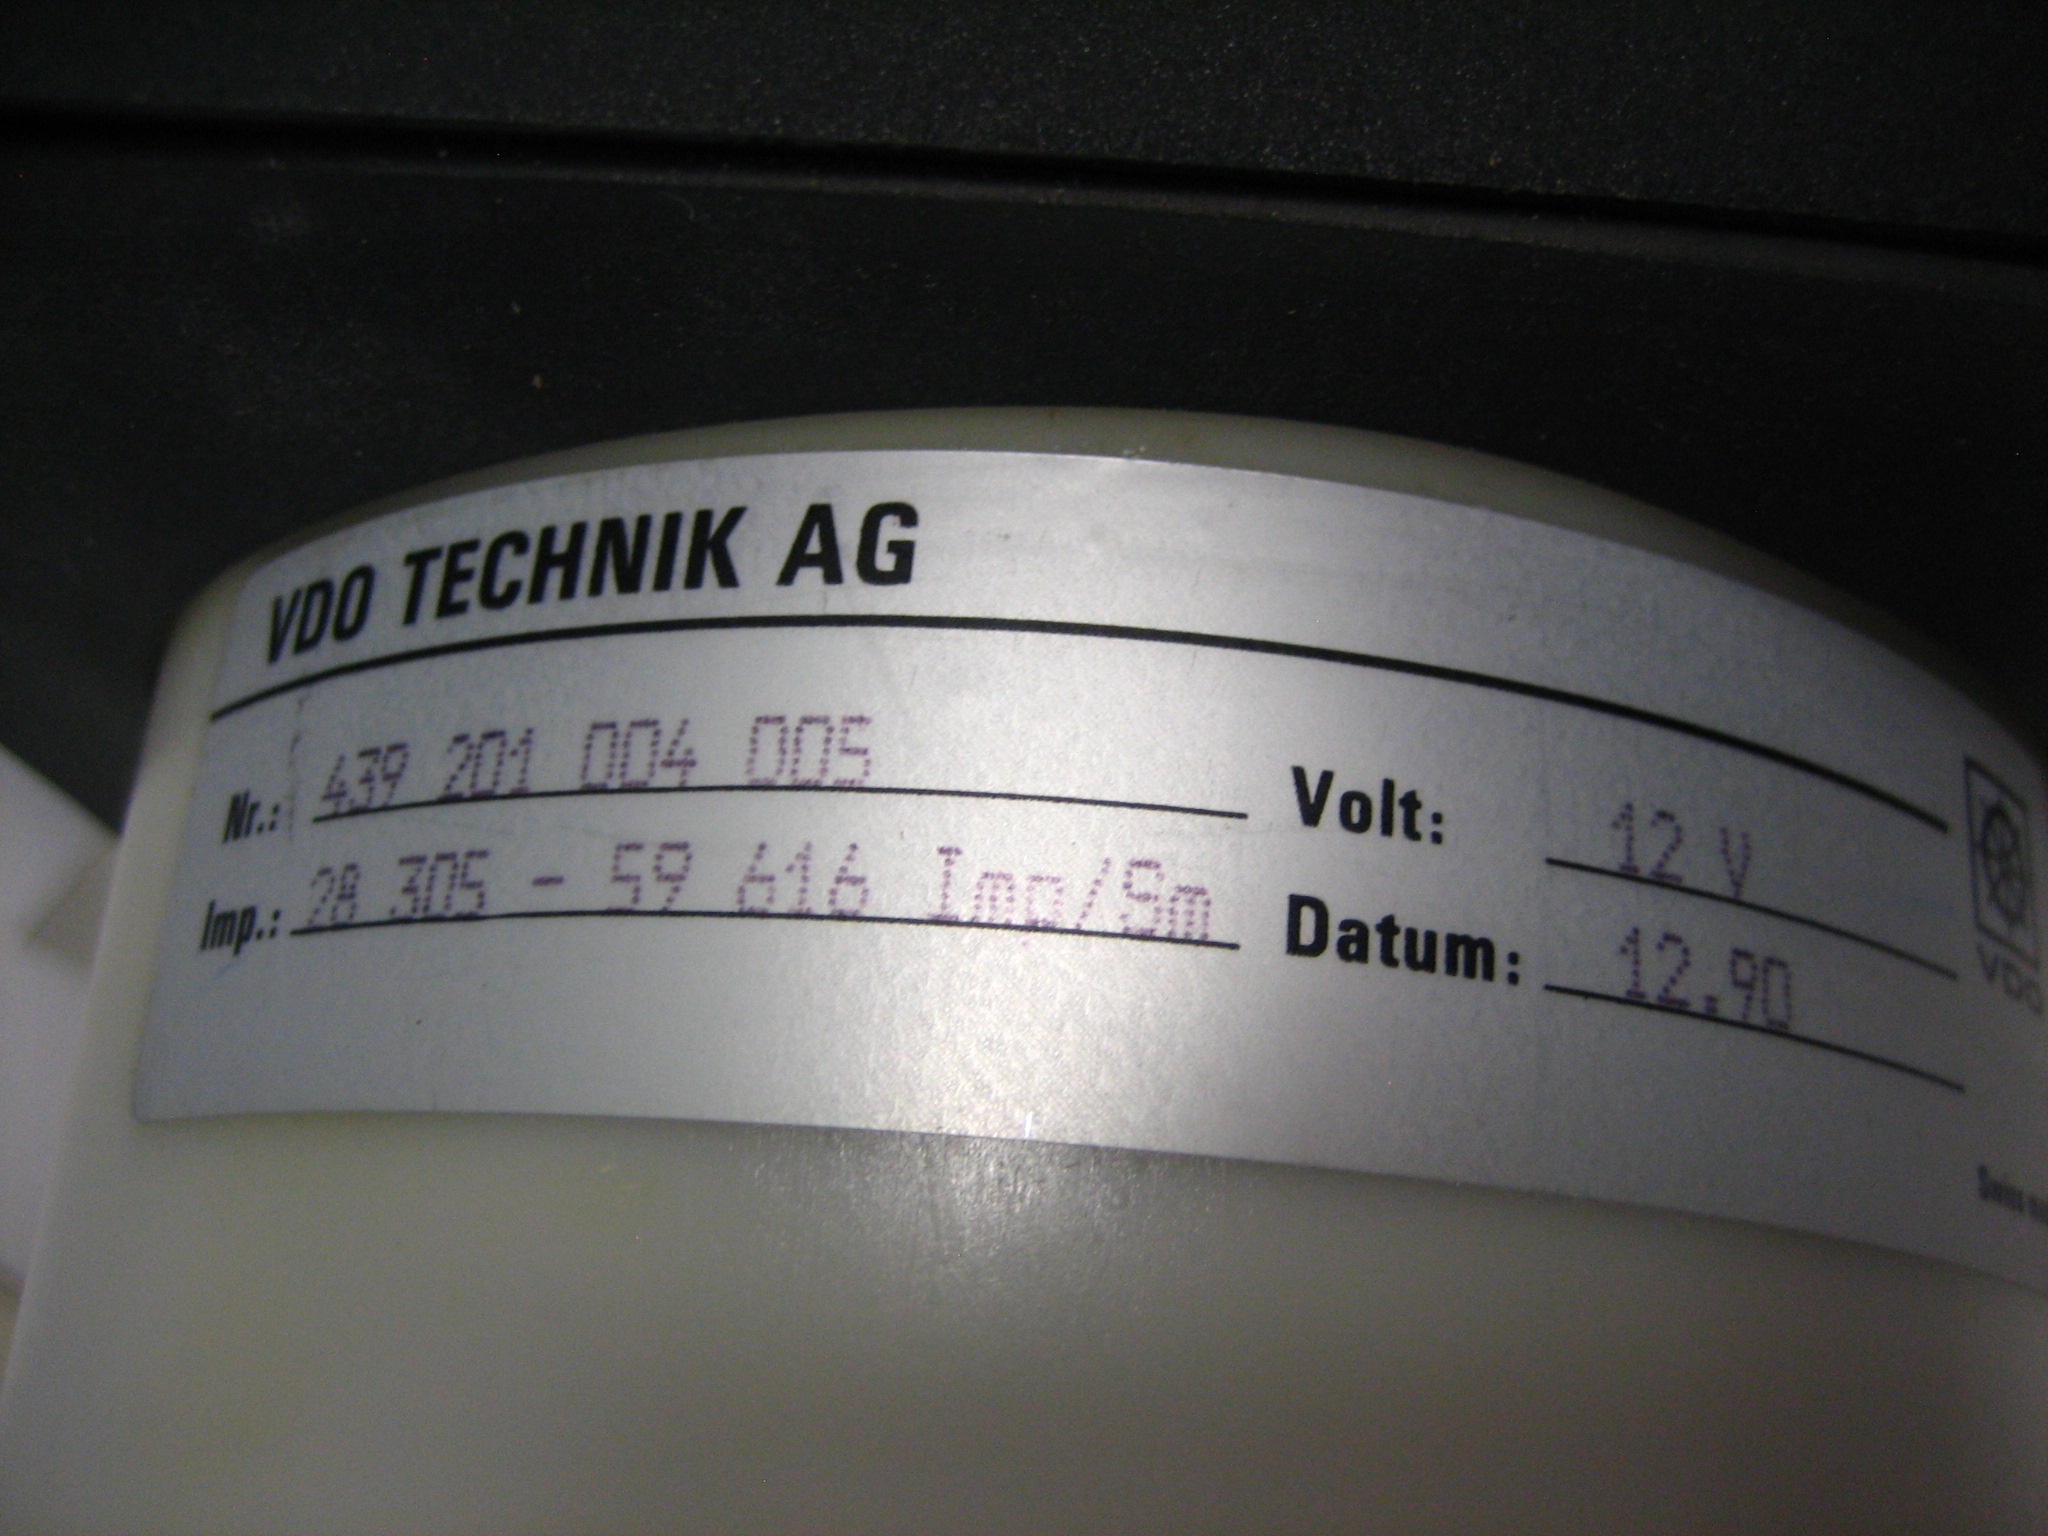 VDO TECHNIK AG
Nr.: 439 201 004 005
Volt: 12 V
Imp.: 28 305 - 59 616 Imp/Sm
Datum: 12.90
VDO
Swiss